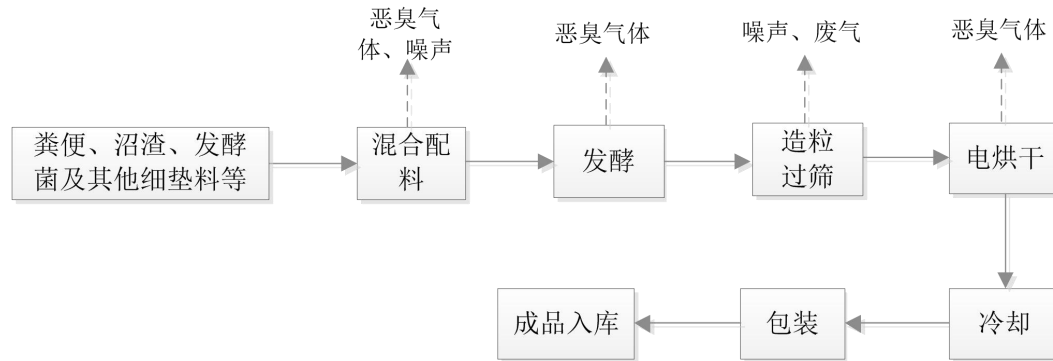 恶臭气
体、噪声
恶臭气体
噪声、废气
恶臭气体
粪便、沼渣、发酵
菌及其他细垫料等
混合配
料
发酵
造粒
过筛
电烘干
成品入库
包装
冷却